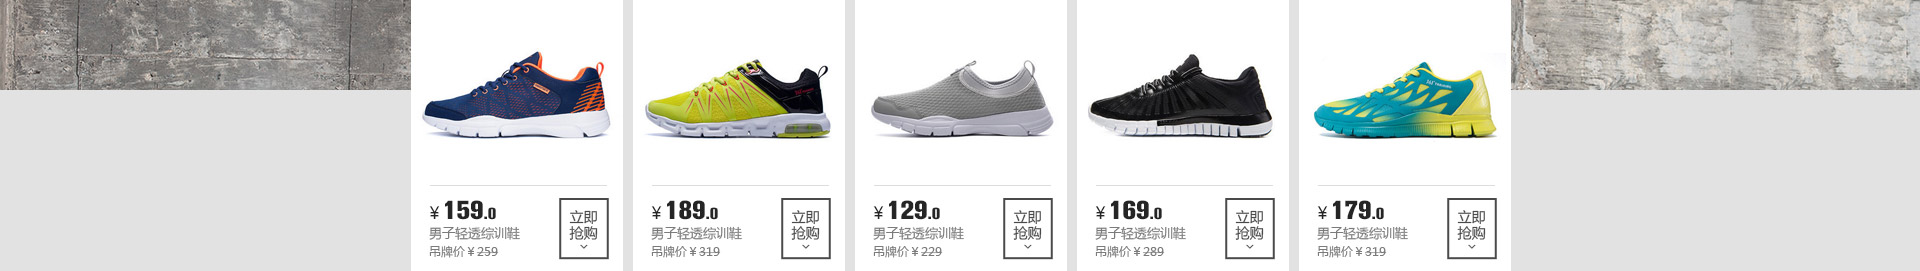 ¥ 159.0
男子轻透综训鞋
吊牌价 ¥ 259
立即
抢购
¥ 189.0
男子轻透综训鞋
吊牌价 ¥ 319
立即
抢购
¥ 129.0
男子轻透综训鞋
吊牌价 ¥ 229
立即
抢购
¥ 169.0
男子轻透综训鞋
吊牌价 ¥ 289
立即
抢购
¥ 179.0
男子轻透综训鞋
吊牌价 ¥ 319
立即
抢购